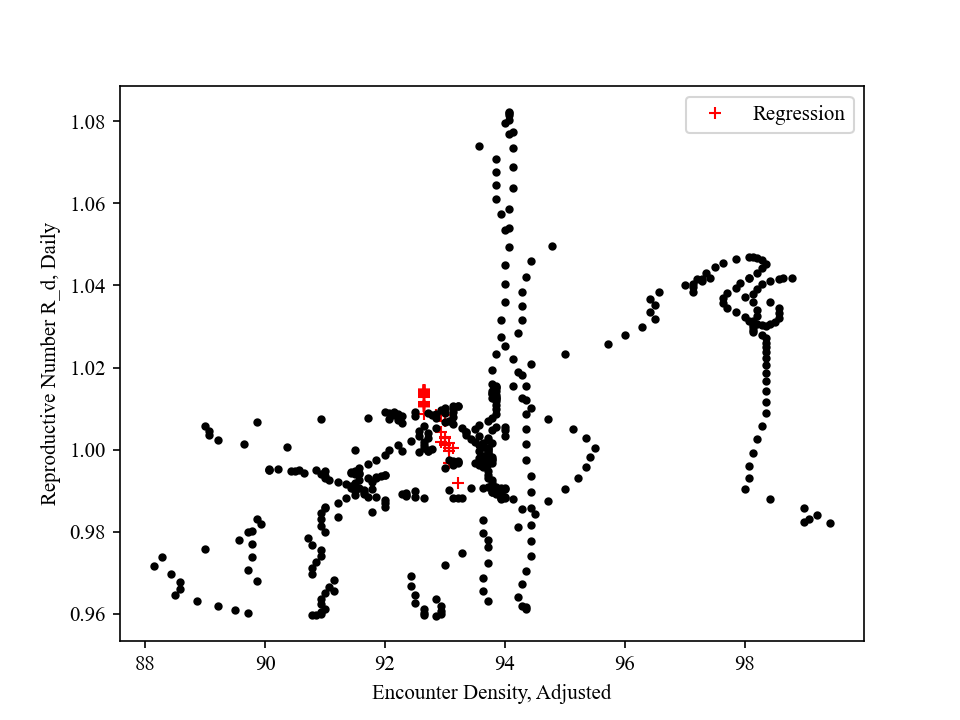 Regression
1.08
1.06
1.04
1.02
1.00
0.98
0.96
Reproductive Number R_d, Daily
88 90 92 94 96 98
Encounter Density, Adjusted